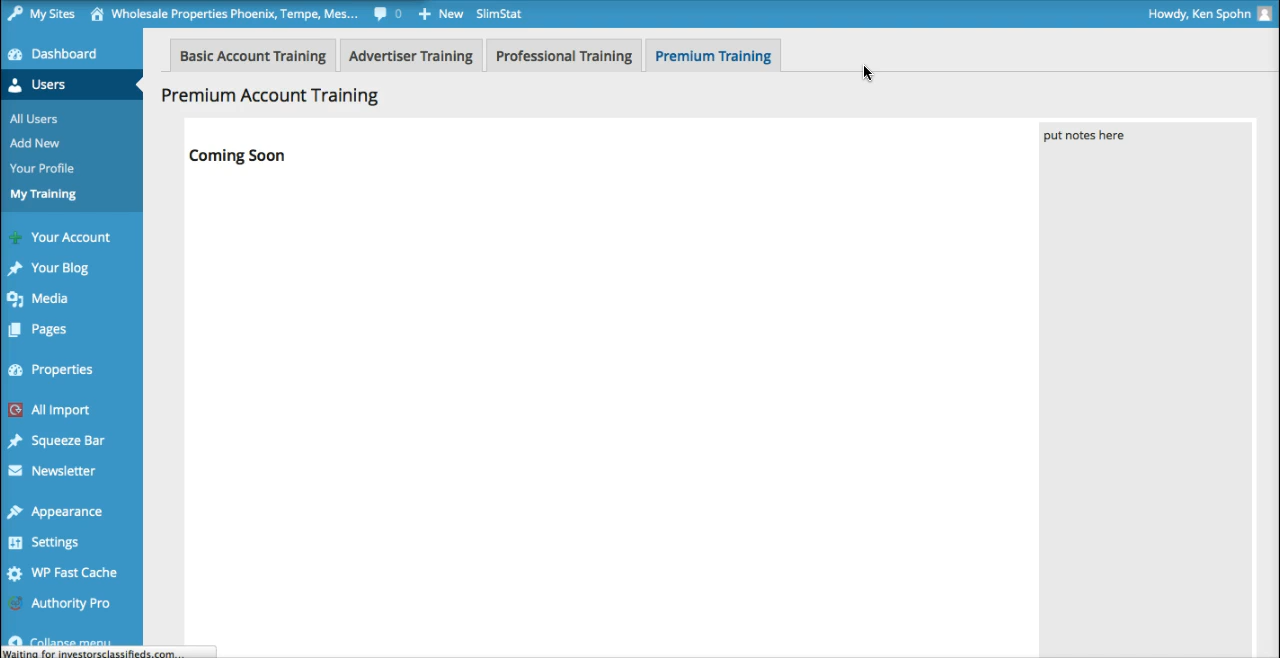 My Sites Wholesale Properties Phoenix, Tempe, Mes... 0 New SlimStat Howdy, Ken Spohn
Dashboard
Users
All Users
Add New
Your Profile
My Training
Your Account
Your Blog
Media
Pages
Properties
All Import
Squeeze Bar
Newsletter
Appearance
Settings
WP Fast Cache
Authority Pro
Collapse menu
Waiting for investorsclassifieds.com...
Basic Account Training Advertiser Training Professional Training Premium Training
Premium Account Training
Coming Soon
put notes here